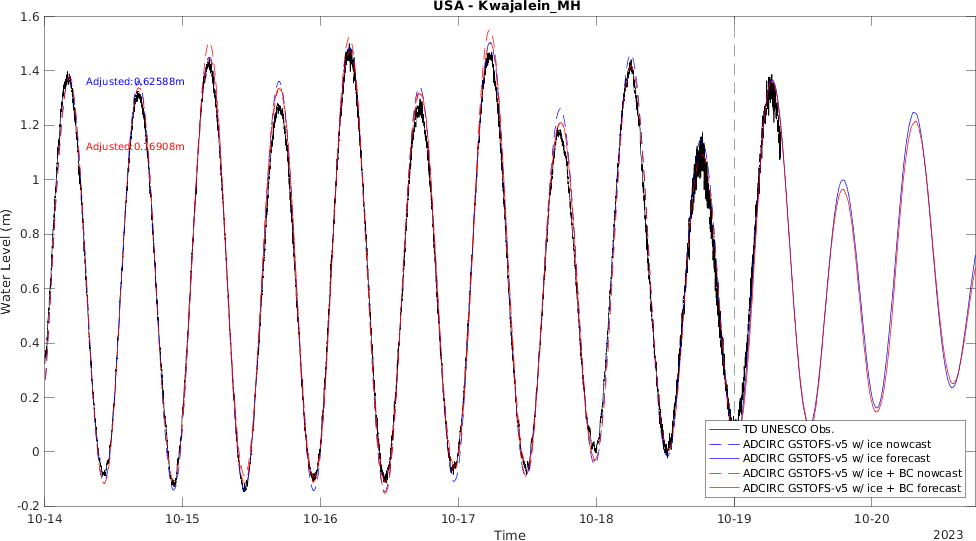 USA - Kwajalein_MH
1.6
1.4
1.2
1
0.8
0.6
0.4
0.2
0
-0.2
Water Level (m)
Adjusted:0.62588m
Adjusted:0.16908m
TD UNESCO Obs.
ADCIRC GSTOFS-v5 w/ ice nowcast
ADCIRC GSTOFS-v5 w/ ice forecast
ADCIRC GSTOFS-v5 w/ ice + BC nowcast
ADCIRC GSTOFS-v5 w/ ice + BC forecast
10-14 10-15 10-16 10-17 10-18 10-19 10-20
Time
2023